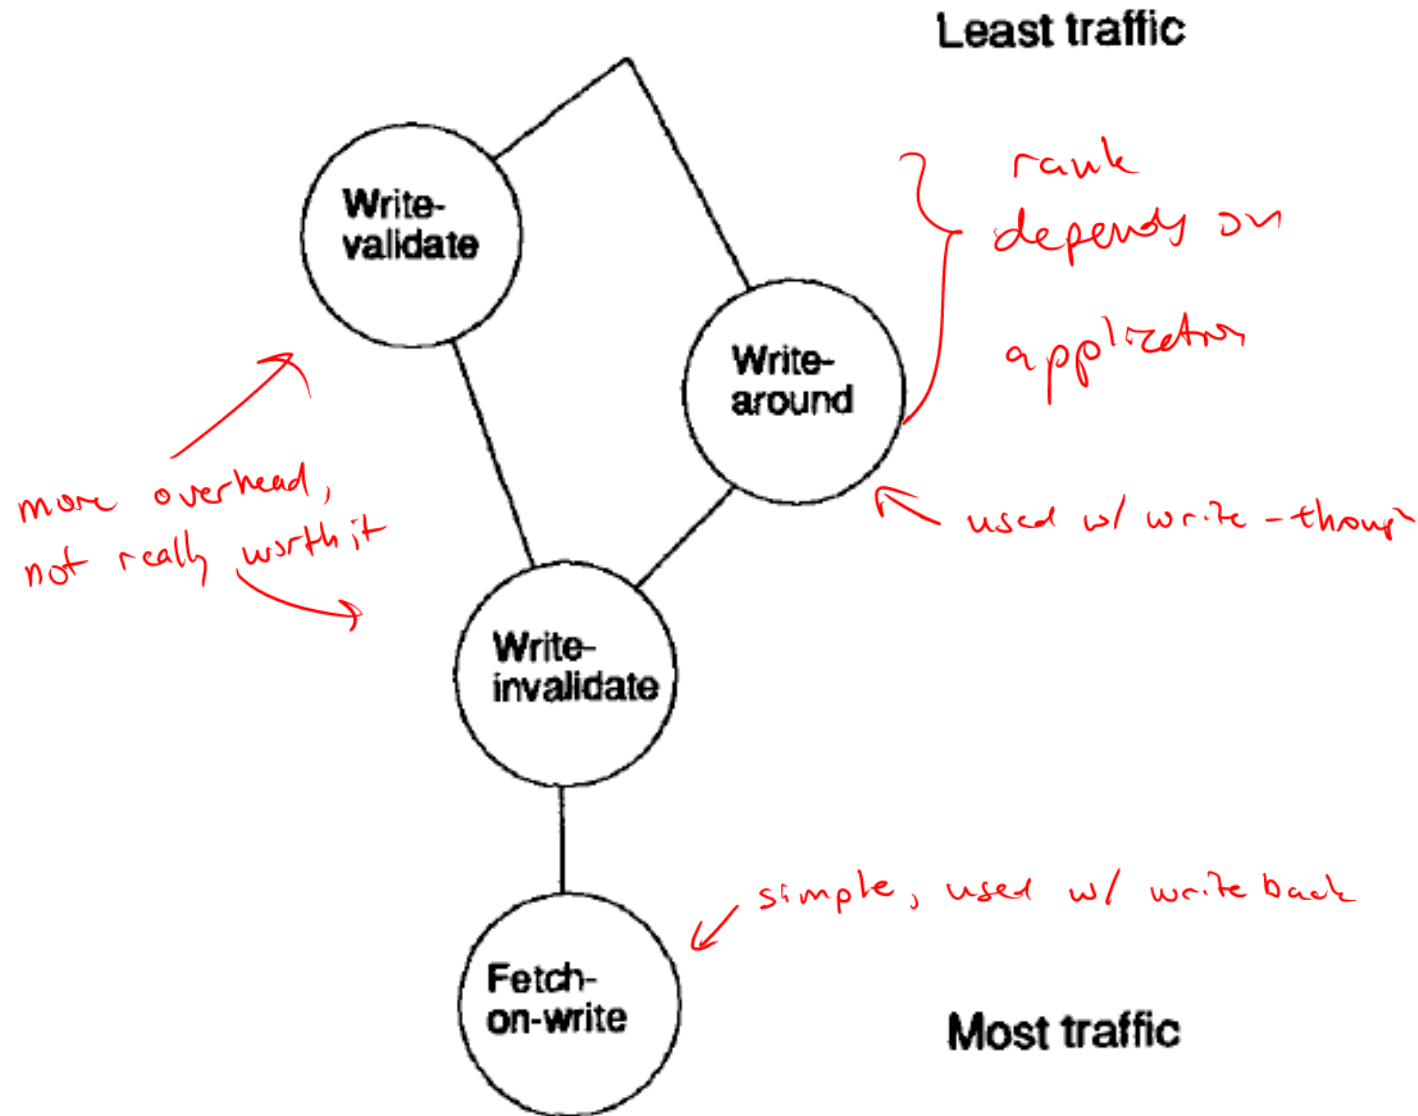 Least traffic
Write-
validate
rank
depends on
application
Write-
around
more overhead,
not really worth it
used w/ write-through
Write-
invalidate
simple, used w/ write back
Fetch-
on-write
Most traffic